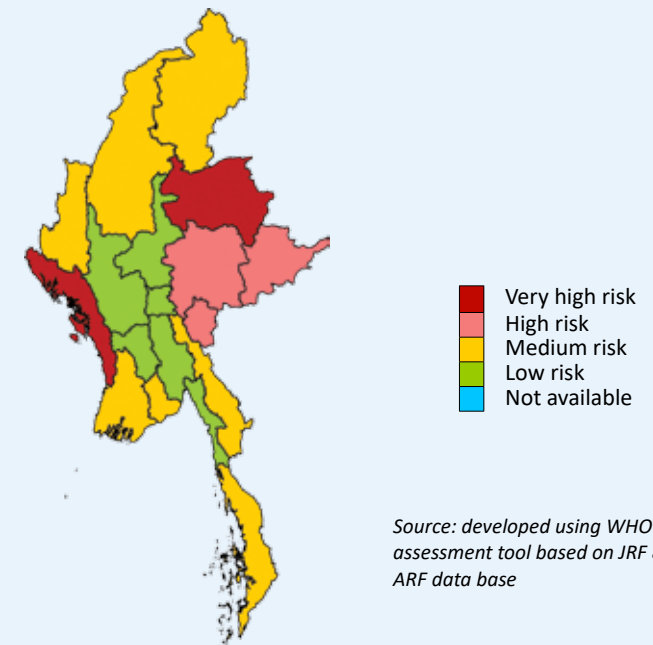 Very high risk
High risk
Medium risk
Low risk
Not available
Source: developed using WHO
assessment tool based on JRF
ARF data base